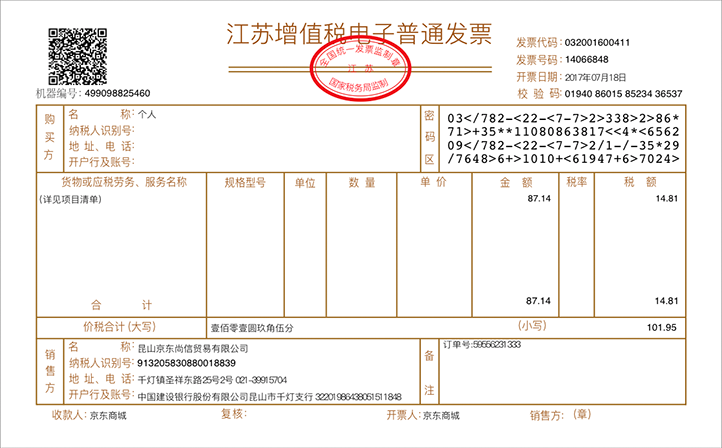 江苏增值税电子普通发票
全国统一发票监制章
江 苏
国家税务局监制
发票代码: 032001600411
发票号码: 14066848
开票日期: 2017年07月18日
校 验 码: 01940 86015 85234 36537
机器编号: 499098825460
购买方
名 称: 个人
纳税人识别号:
地 址、电 话:
开户行及账号:
密码区
03</782-<22-<7-7>2>338>2>86*
71>+35**11080863817<<4*<6562
09</782-<22-<7-7>2/1-/-35*29
/7648>6+>1010+<61947+6>7024>
货物或应税劳务、服务名称 规格型号 单位 数 量 单 价 金 额 税率 税 额
(详见项目清单) 87.14 14.81
合 计 87.14 14.81
价税合计 (大写) 壹佰零壹圆玖角伍分 (小写) 101.95
销售方
名 称: 昆山京东尚信贸易有限公司
纳税人识别号: 913205830880018839
地 址、电 话: 千灯镇圣祥东路25号2号 021-39915704
开户行及账号: 中国建设银行股份有限公司昆山市千灯支行 32201986438051511848
备注
订单号:59556231333
收款人: 京东商城 复核: 开票人: 京东商城 销售方: (章)